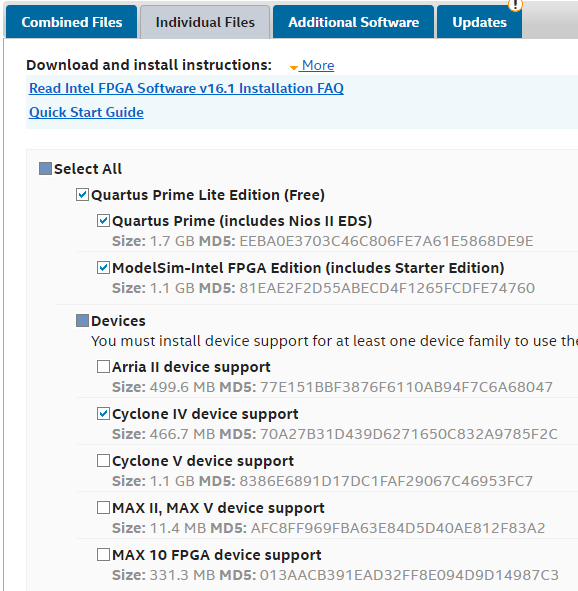 Combined Files
Individual Files
Additional Software
Updates
!
Download and install instructions: More
Read Intel FPGA Software v16.1 Installation FAQ
Quick Start Guide
Select All
Quartus Prime Lite Edition (Free)
Quartus Prime (includes Nios II EDS)
Size: 1.7 GB MD5: EEBA0E3703C46C806FE7A61E5868DE9E
ModelSim-Intel FPGA Edition (includes Starter Edition)
Size: 1.1 GB MD5: 81EAE2F2D55ABECD4F1265FCDFE74760
Devices
You must install device support for at least one device family to use the
Arria II device support
Size: 499.6 MB MD5: 77E151BBF3876F6110AB94F7C6A68047
Cyclone IV device support
Size: 466.7 MB MD5: 70A27B31D439D6271650C832A9785F2C
Cyclone V device support
Size: 1.1 GB MD5: 8386E6891D17DC1FAF29067C46953FC7
MAX II, MAX V device support
Size: 11.4 MB MD5: AFC8FF969FBA63E84D5D40AE812F83A2
MAX 10 FPGA device support
Size: 331.3 MB MD5: 013AACB391EAD32FF8E094D9D14987C3